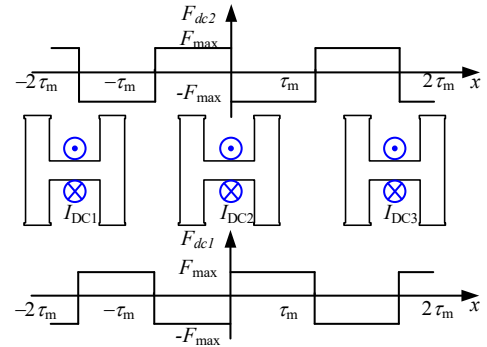 F_dc2
F_max
−2τ_m −τ_m τ_m 2τ_m x
-F_max
I_DC1 I_DC2 I_DC3
F_dc1
F_max
−2τ_m −τ_m τ_m 2τ_m x
-F_max